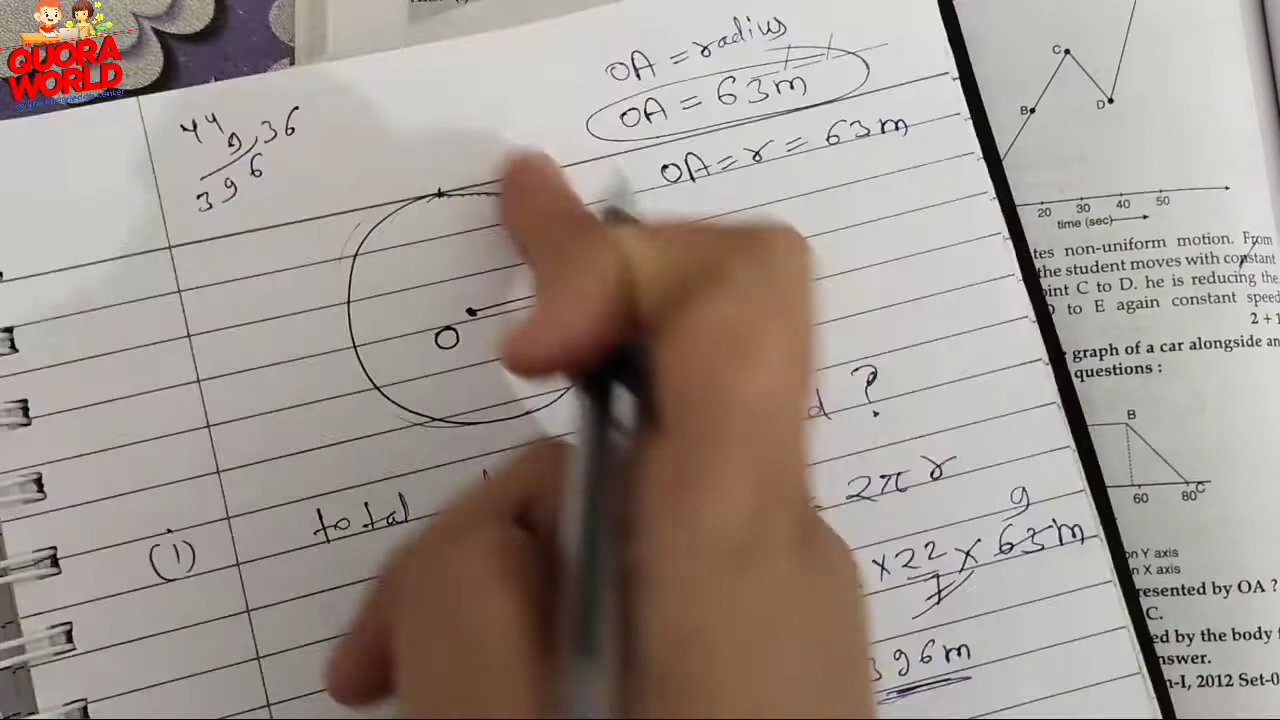 QUORA
WORLD
OA = radius
OA = 63m
OA = r = 63m
44
9, 36
396
O
d ?
(1) total
= 2πr
9
×22 × 63m
7
396m
B
C
D
20 30 40 50
time (sec)
tes non-uniform motion. From
the student moves with constant
oint C to D. he is reducing the
D to E again constant speed
2 + 1
graph of a car alongside an
questions :
B
60 80 C
on Y axis
n X axis
resented by OA ?
C.
ed by the body
nswer.
m-I, 2012 Set-0